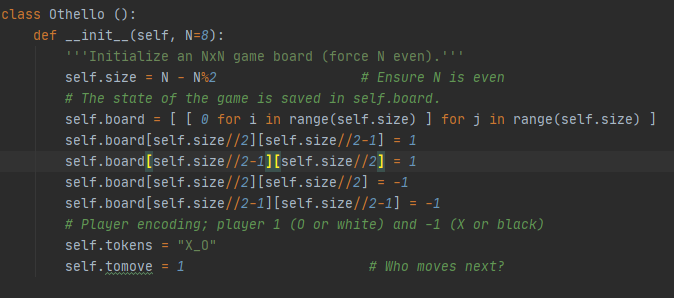 class Othello ():
    def __init__(self, N=8):
        '''Initialize an NxN game board (force N even).'''
        self.size = N - N%2                  # Ensure N is even
        # The state of the game is saved in self.board.
        self.board = [ [ 0 for i in range(self.size) ] for j in range(self.size) ]
        self.board[self.size//2][self.size//2-1] = 1
        self.board[self.size//2-1][self.size//2] = 1
        self.board[self.size//2][self.size//2] = -1
        self.board[self.size//2-1][self.size//2-1] = -1
        # Player encoding; player 1 (O or white) and -1 (X or black)
        self.tokens = "X_O"
        self.tomove = 1                       # Who moves next?